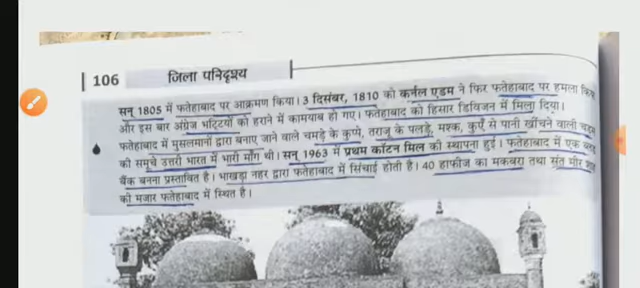 106 जिला पनिदृश्य
सन् 1805 में फतेहाबाद पर आक्रमण किया। 3 दिसंबर, 1810 को कर्नल एडम ने फिर फतेहाबाद पर हमला
और इस बार अंग्रेज भट्टियों को हराने में कामयाब हो गए। फतेहाबाद को हिसार डिविजन में मिला दिया।
फतेहाबाद में मुसलमानों द्वारा बनाए जाने वाले चमड़े के कुप्पे, तराजू के पलड़े, मश्क, कुएँ से पानी खींचने वाली
की समूचे उत्तरी भारत में भारी माँग थी। सन् 1963 में प्रथम कॉटन मिल की स्थापना हुई। फतेहाबाद में एक
बैंक बनना प्रस्तावित है। भाखड़ा नहर द्वारा फतेहाबाद में सिंचाई होती है। 40 हाफीज का मकबरा तथा संत मीर
की मजार फतेहाबाद में स्थित है।